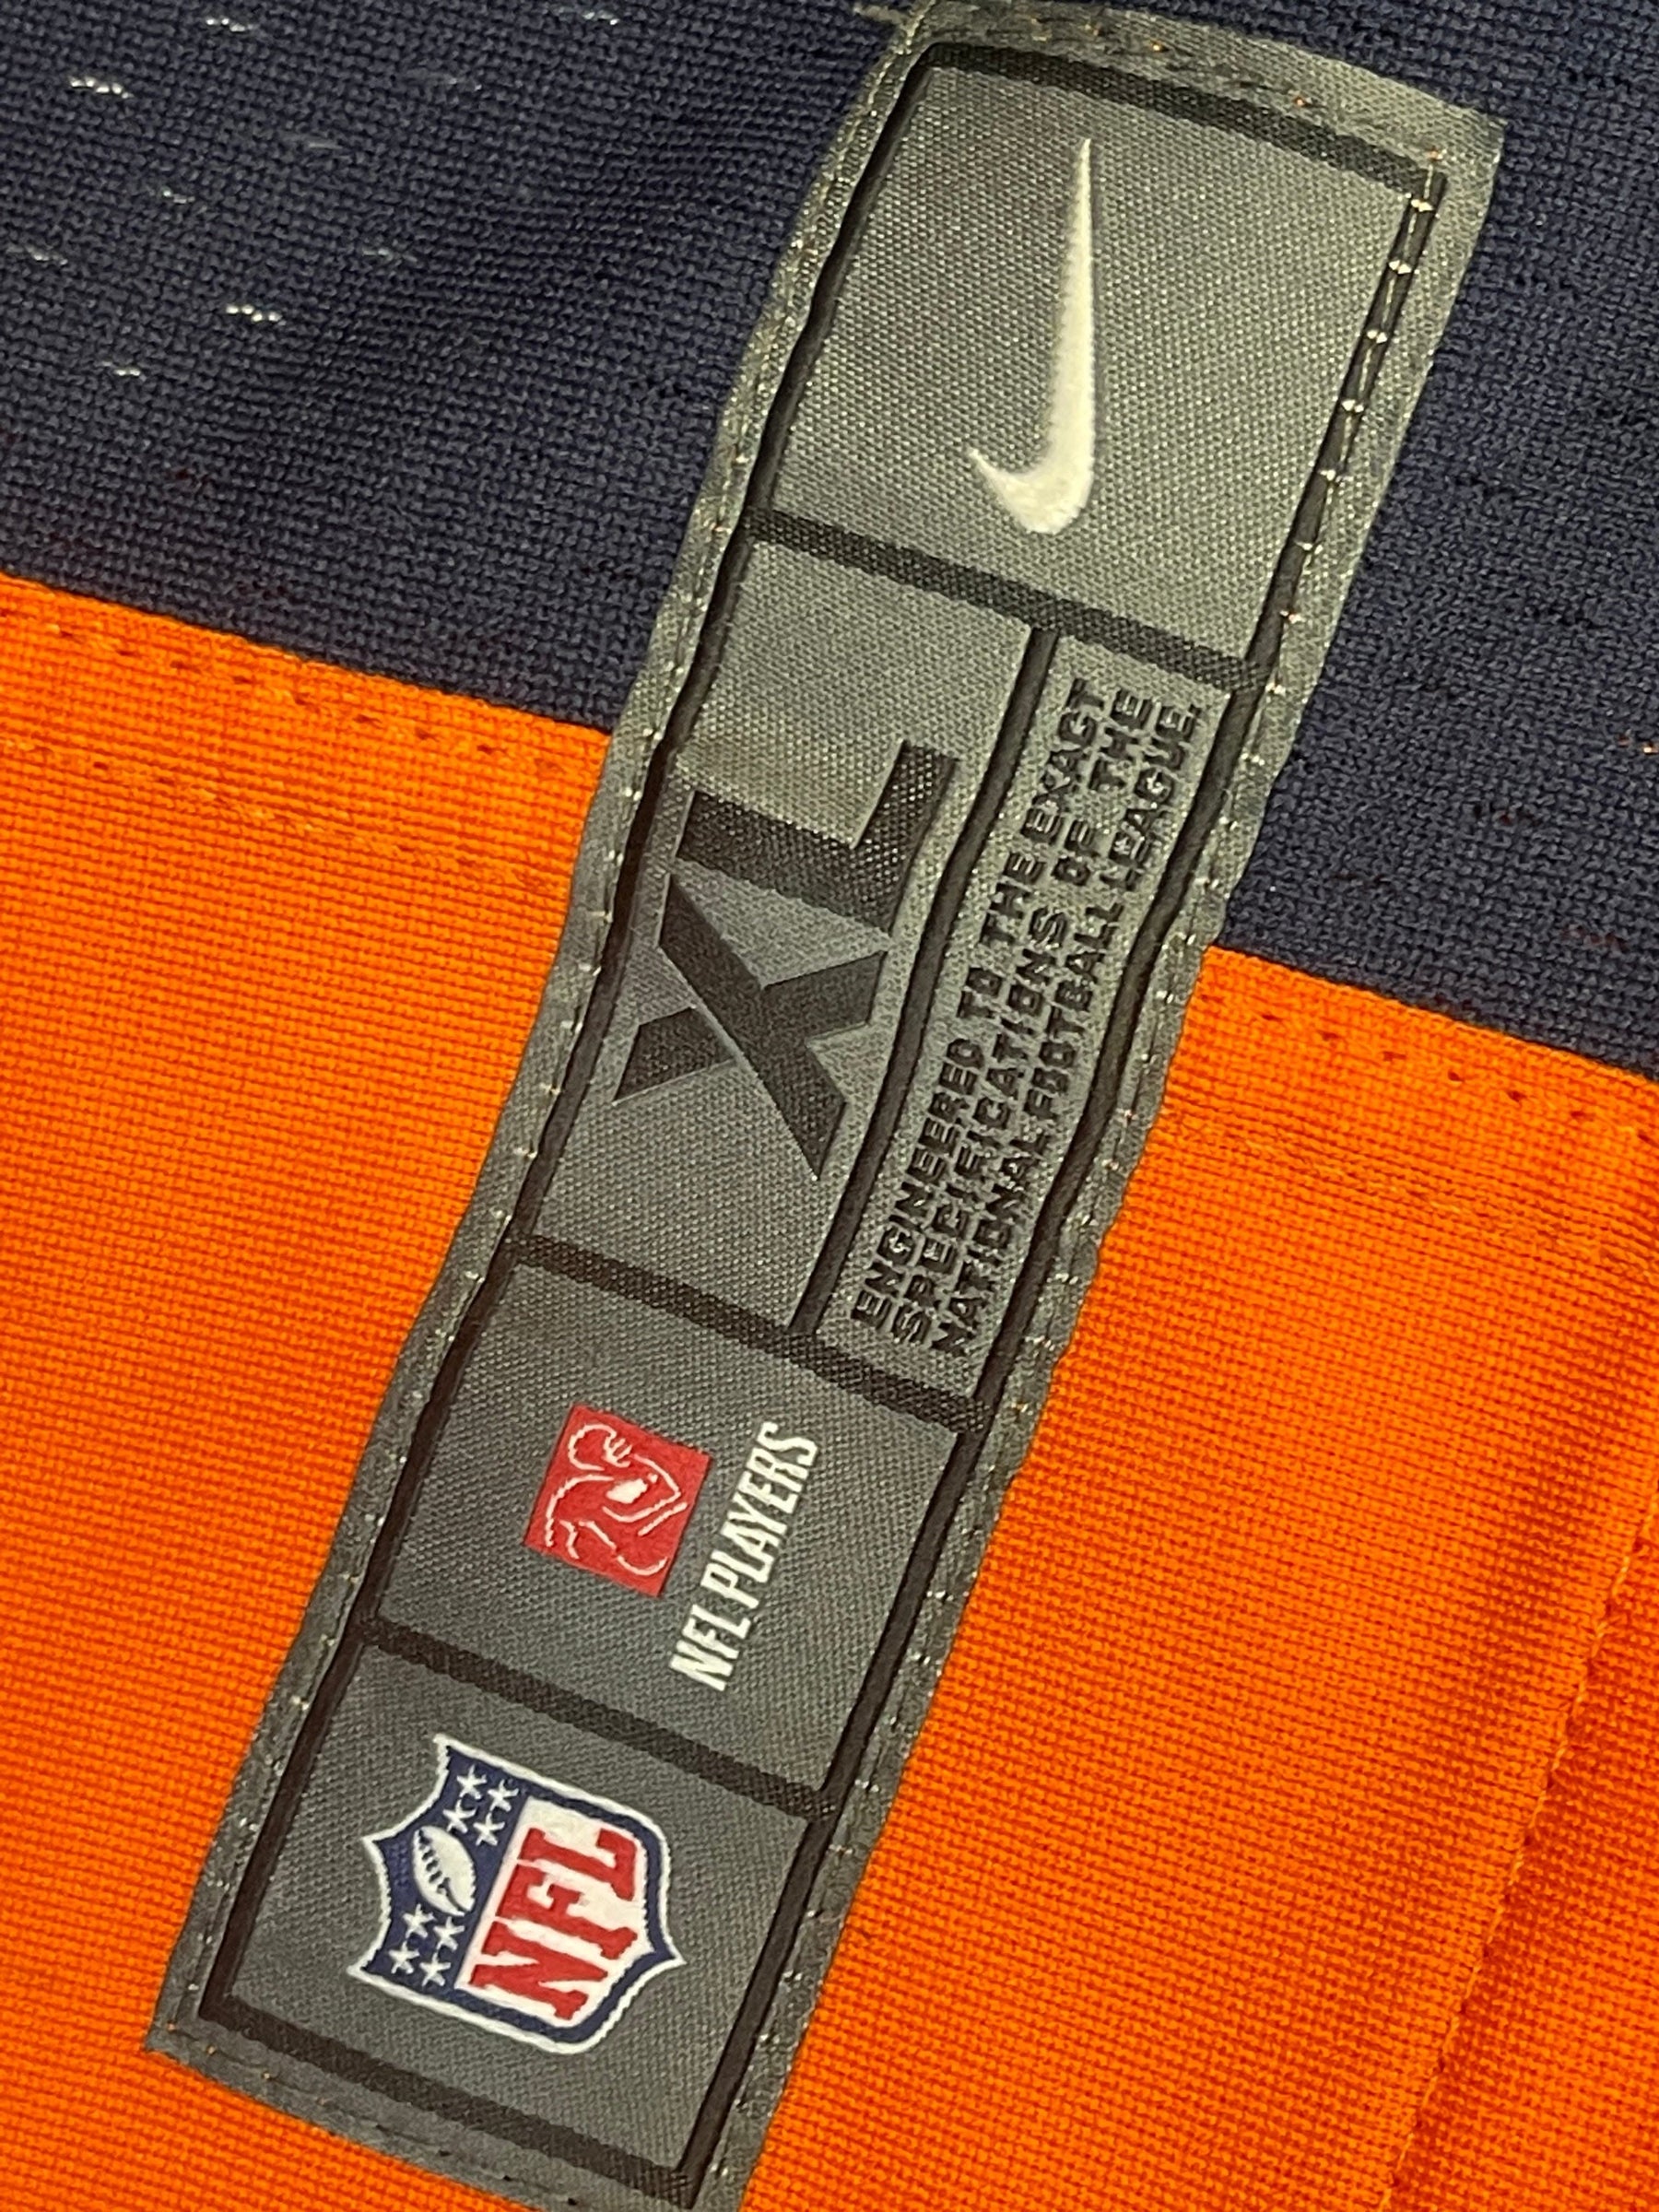 XL
ENGINEERED TO THE EXACT
SPECIFICATIONS OF THE
NATIONAL FOOTBALL LEAGUE.
NFL PLAYERS
NFL